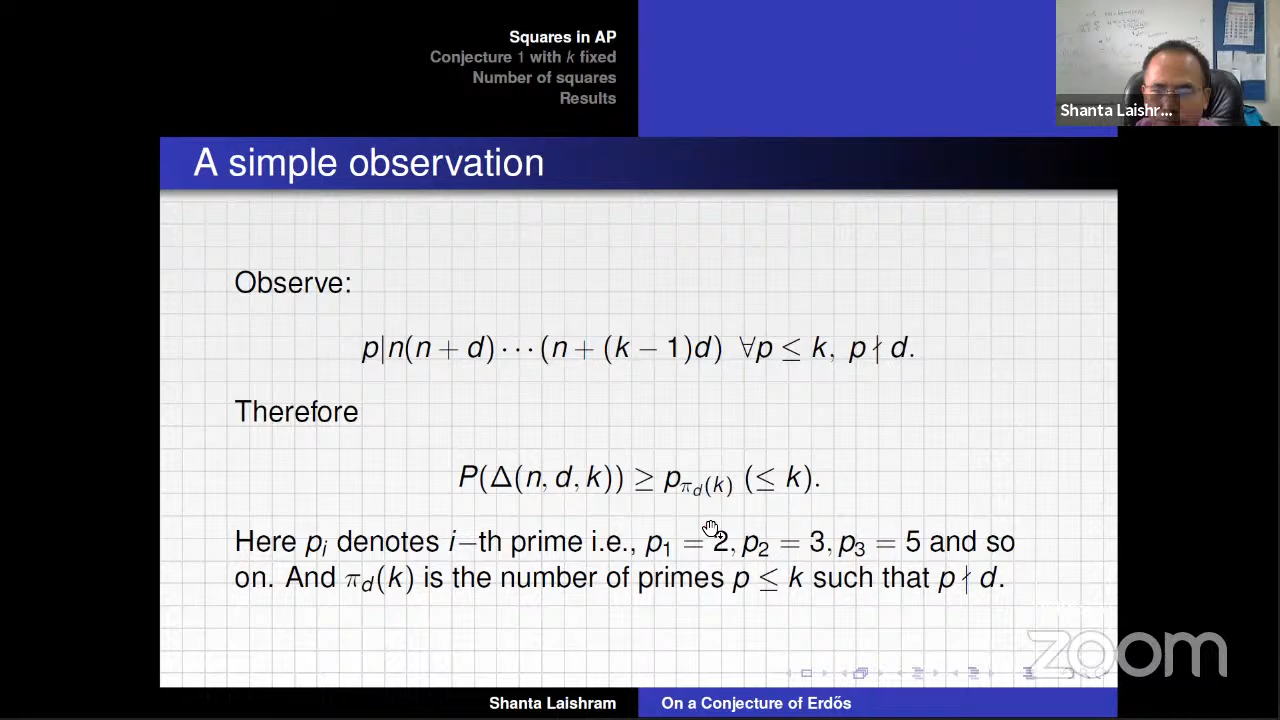 Squares in AP
Conjecture 1 with k fixed
Number of squares
Results
Shanta Laishr...
A simple observation
Observe:
p|n(n + d) ⋯ (n + (k − 1)d) ∀p ≤ k, p ∤ d.
Therefore
P(Δ(n, d, k)) ≥ p_{π_d(k)} (≤ k).
Here p_i denotes i−th prime i.e., p_1 = 2, p_2 = 3, p_3 = 5 and so
on. And π_d(k) is the number of primes p ≤ k such that p ∤ d.
zoom
Shanta Laishram
On a Conjecture of Erdős